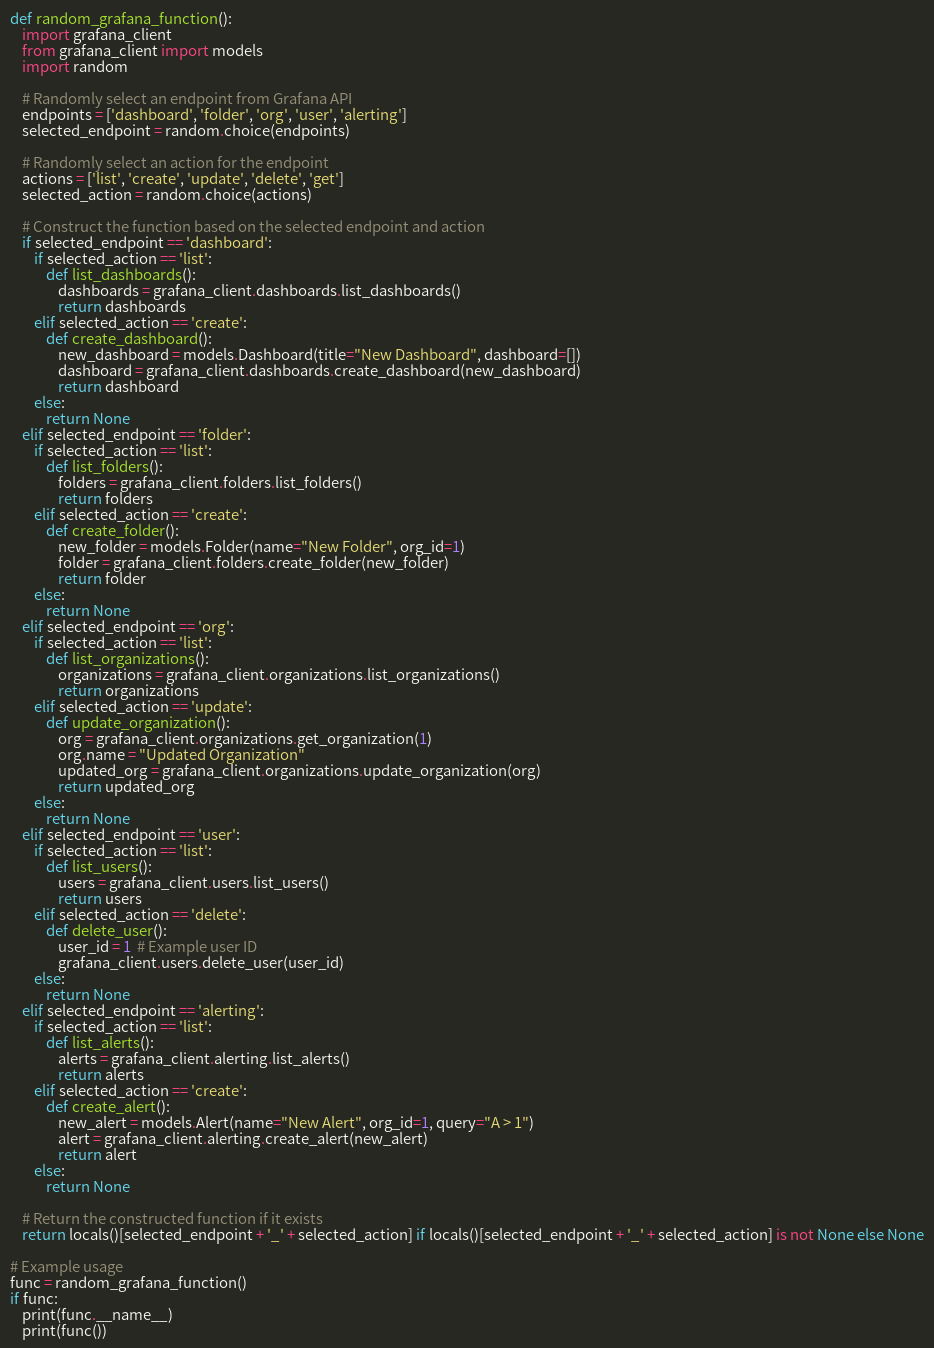 def random_grafana_function():
    import grafana_client
    from grafana_client import models
    import random

    # Randomly select an endpoint from Grafana API
    endpoints = ['dashboard', 'folder', 'org', 'user', 'alerting']
    selected_endpoint = random.choice(endpoints)

    # Randomly select an action for the endpoint
    actions = ['list', 'create', 'update', 'delete', 'get']
    selected_action = random.choice(actions)

    # Construct the function based on the selected endpoint and action
    if selected_endpoint == 'dashboard':
        if selected_action == 'list':
            def list_dashboards():
                dashboards = grafana_client.dashboards.list_dashboards()
                return dashboards
        elif selected_action == 'create':
            def create_dashboard():
                new_dashboard = models.Dashboard(title="New Dashboard", dashboard=[])
                dashboard = grafana_client.dashboards.create_dashboard(new_dashboard)
                return dashboard
        else:
            return None
    elif selected_endpoint == 'folder':
        if selected_action == 'list':
            def list_folders():
                folders = grafana_client.folders.list_folders()
                return folders
        elif selected_action == 'create':
            def create_folder():
                new_folder = models.Folder(name="New Folder", org_id=1)
                folder = grafana_client.folders.create_folder(new_folder)
                return folder
        else:
            return None
    elif selected_endpoint == 'org':
        if selected_action == 'list':
            def list_organizations():
                organizations = grafana_client.organizations.list_organizations()
                return organizations
        elif selected_action == 'update':
            def update_organization():
                org = grafana_client.organizations.get_organization(1)
                org.name = "Updated Organization"
                updated_org = grafana_client.organizations.update_organization(org)
                return updated_org
        else:
            return None
    elif selected_endpoint == 'user':
        if selected_action == 'list':
            def list_users():
                users = grafana_client.users.list_users()
                return users
        elif selected_action == 'delete':
            def delete_user():
                user_id = 1  # Example user ID
                grafana_client.users.delete_user(user_id)
        else:
            return None
    elif selected_endpoint == 'alerting':
        if selected_action == 'list':
            def list_alerts():
                alerts = grafana_client.alerting.list_alerts()
                return alerts
        elif selected_action == 'create':
            def create_alert():
                new_alert = models.Alert(name="New Alert", org_id=1, query="A > 1")
                alert = grafana_client.alerting.create_alert(new_alert)
                return alert
        else:
            return None

    # Return the constructed function if it exists
    return locals()[selected_endpoint + '_' + selected_action] if locals()[selected_endpoint + '_' + selected_action] is not None else None

# Example usage
func = random_grafana_function()
if func:
    print(func.__name__)
    print(func())